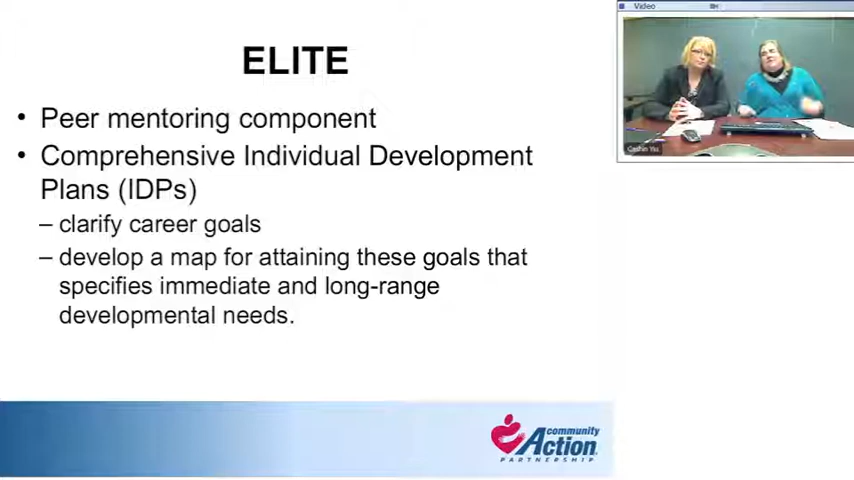 Video
ELITE
• Peer mentoring component
• Comprehensive Individual Development
Plans (IDPs)
– clarify career goals
– develop a map for attaining these goals that
specifies immediate and long-range
developmental needs.
community
Action
PARTNERSHIP